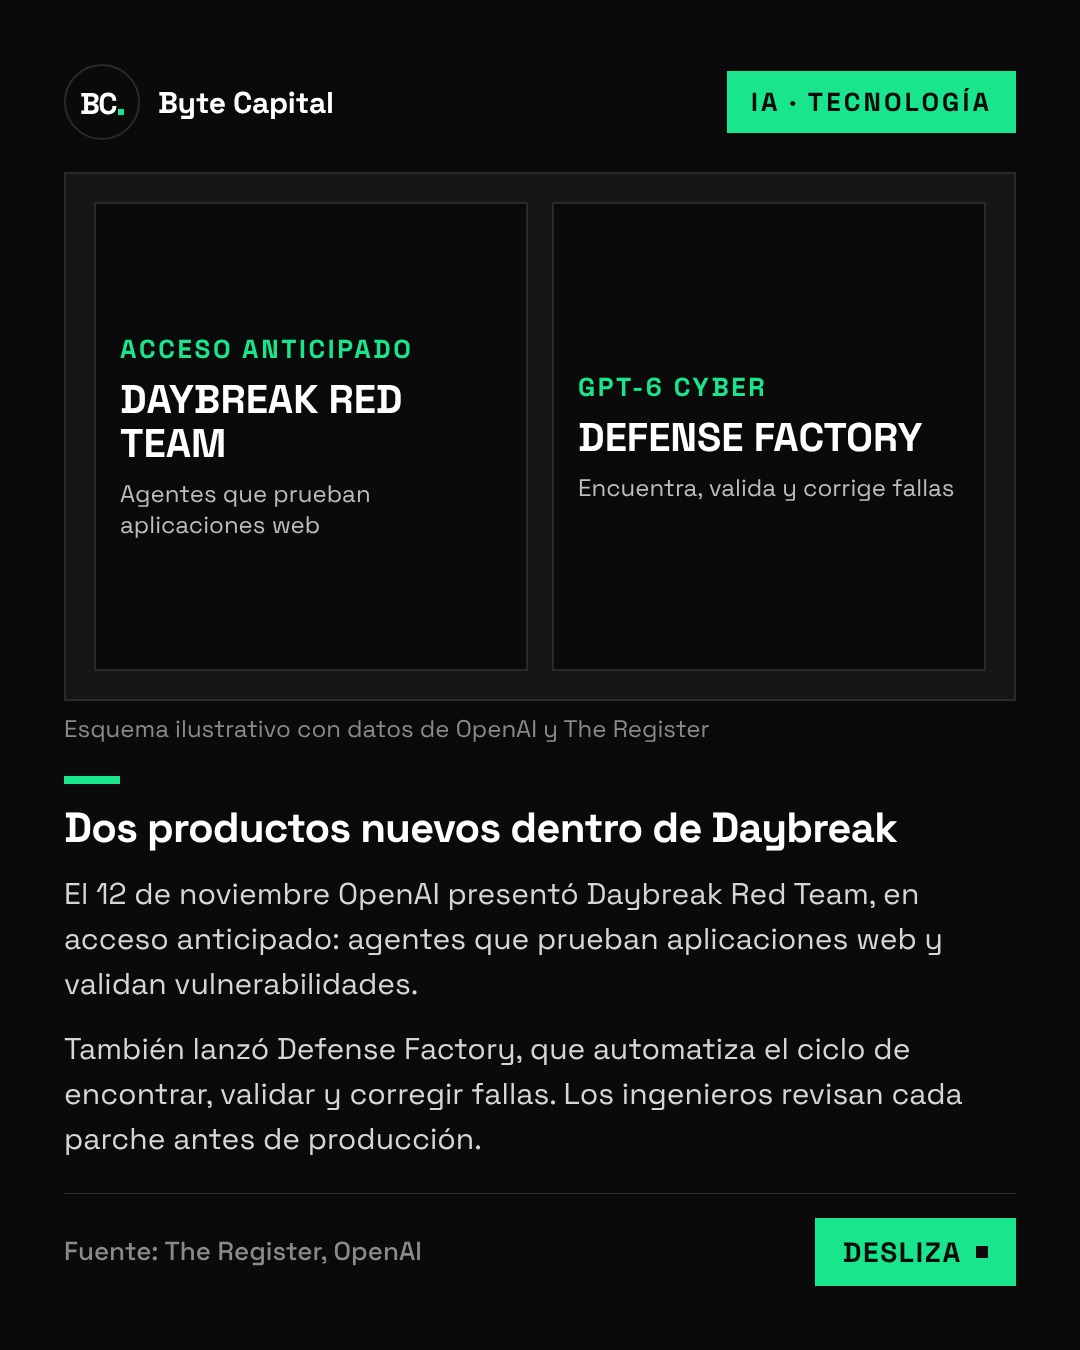 BC.
Byte Capital
IA · TECNOLOGÍA
ACCESO ANTICIPADO
DAYBREAK RED
TEAM
Agentes que prueban
aplicaciones web
GPT-6 CYBER
DEFENSE FACTORY
Encuentra, valida y corrige fallas
Esquema ilustrativo con datos de OpenAI y The Register
Dos productos nuevos dentro de Daybreak
El 12 de noviembre OpenAI presentó Daybreak Red Team, en
acceso anticipado: agentes que prueban aplicaciones web y
validan vulnerabilidades.
También lanzó Defense Factory, que automatiza el ciclo de
encontrar, validar y corregir fallas. Los ingenieros revisan cada
parche antes de producción.
Fuente: The Register, OpenAI
DESLIZA